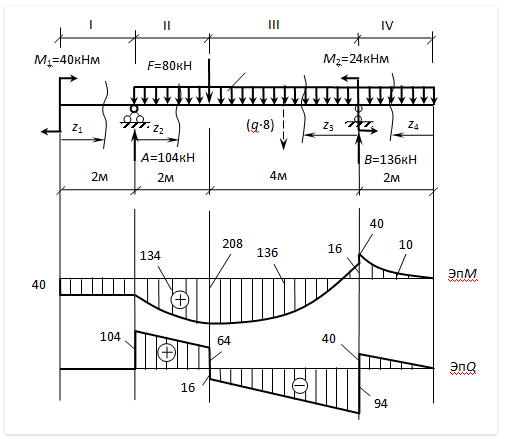 I II III IV
M1=40кНм F=80кН M2=24кНм
z1 z2 (q·8) z3 z4
A=104кН B=136кН
2м 2м 4м 2м
40
134 208 136 16 10
40 ЭпМ
+
104 64 40
+ ЭпQ
16 −
94